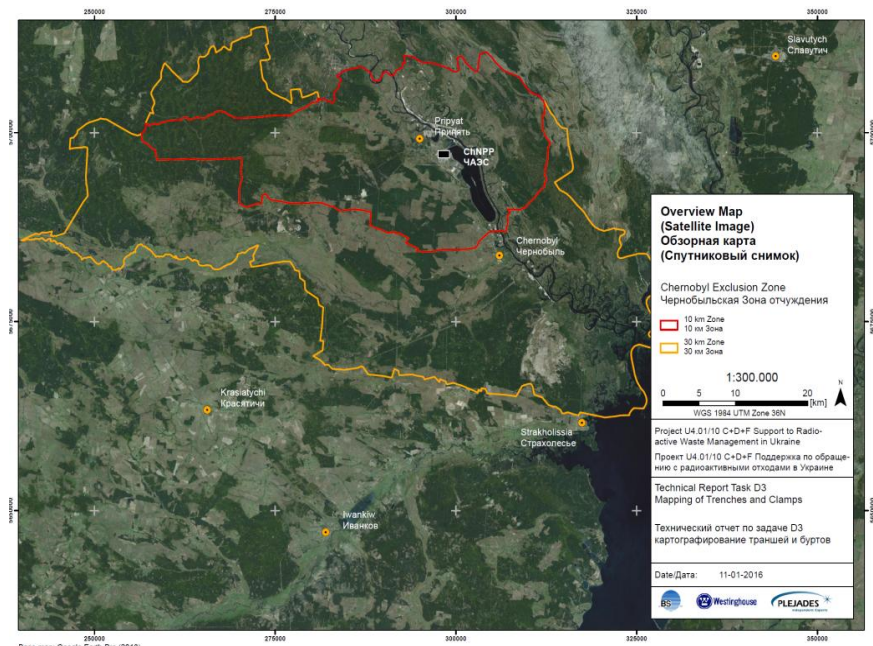 250000 275000 300000 325000 350000
Slavutych
Славутич
Pripyat
Припять
ChNPP
ЧАЭС
Chernobyl
Чернобыль
Krasiatychi
Красятичи
Strakholissia
Страхолесье
Iwankiw
Иванков
Overview Map
(Satellite Image)
Обзорная карта
(Спутниковый снимок)
Chernobyl Exclusion Zone
Чернобыльская Зона отчуждения
10 km Zone
10 км Зона
30 km Zone
30 км Зона
1:300.000
N
0 5 10 20
[km]
WGS 1984 UTM Zone 36N
Project U4.01/10 C+D+F Support to Radio-
active Waste Management in Ukraine
Проект U4.01/10 С+D+F Поддержка по обраще-
нию с радиоактивными отходами в Украине
Technical Report Task D3
Mapping of Trenches and Clamps
Технический отчет по задаче D3
картографирование траншей и буртов
Date/Дата: 11-01-2016
BS
Westinghouse
PLEJADES
250000 275000 300000 325000 350000